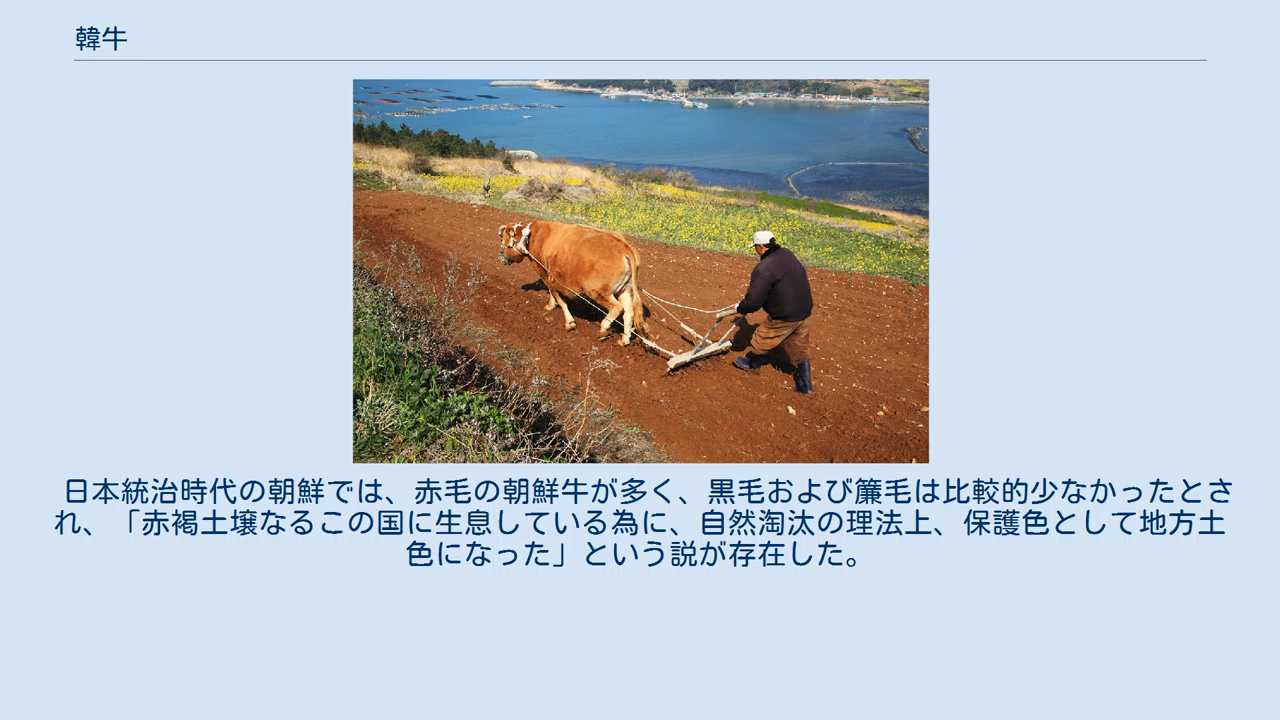 韓牛
日本統治時代の朝鮮では、赤毛の朝鮮牛が多く、黒毛および簾毛は比較的少なかったとさ
れ、「赤褐土壌なるこの国に生息している為に、自然淘汰の理法上、保護色として地方土
色になった」という説が存在した。